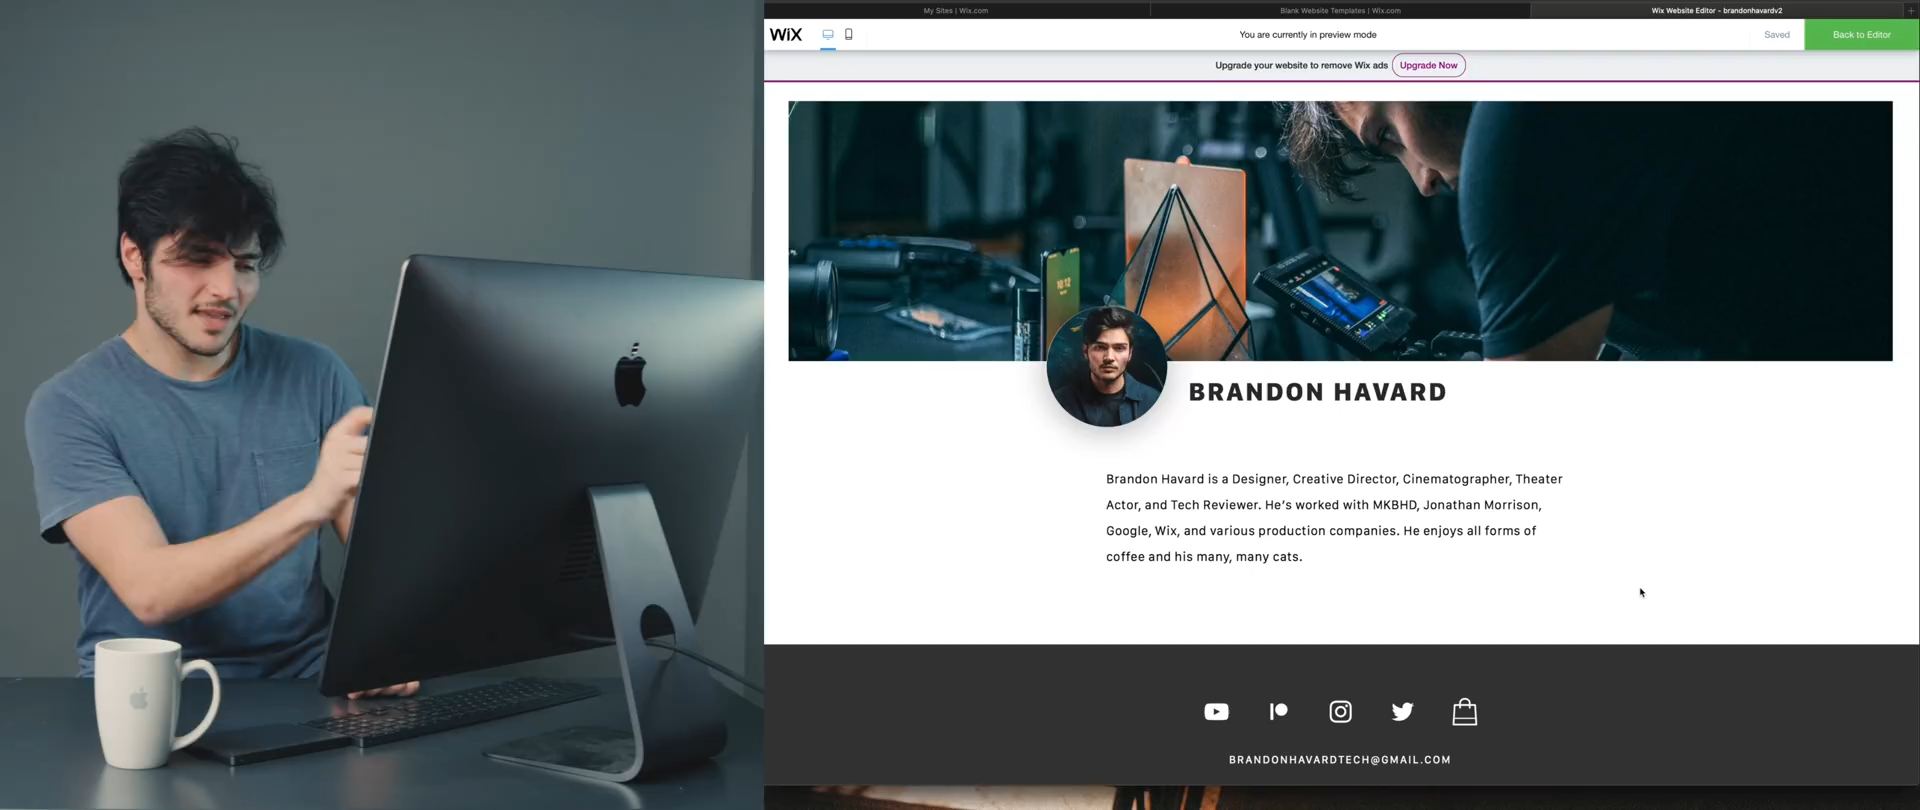 My Sites | Wix.com
Blank Website Templates | Wix.com
Wix Website Editor - brandonhavardv2
WiX
You are currently in preview mode
Saved
Back to Editor
Upgrade your website to remove Wix ads
Upgrade Now
10:12
BRANDON HAVARD
Brandon Havard is a Designer, Creative Director, Cinematographer, Theater
Actor, and Tech Reviewer. He's worked with MKBHD, Jonathan Morrison,
Google, Wix, and various production companies. He enjoys all forms of
coffee and his many, many cats.
BRANDONHAVARDTECH@GMAIL.COM